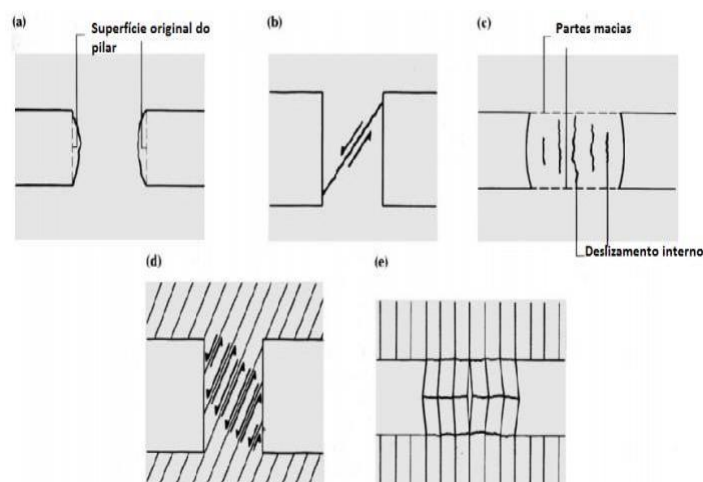 (a)
Superfície original do
pilar
(b)
(c)
Partes macias
Deslizamento interno
(d)
(e)